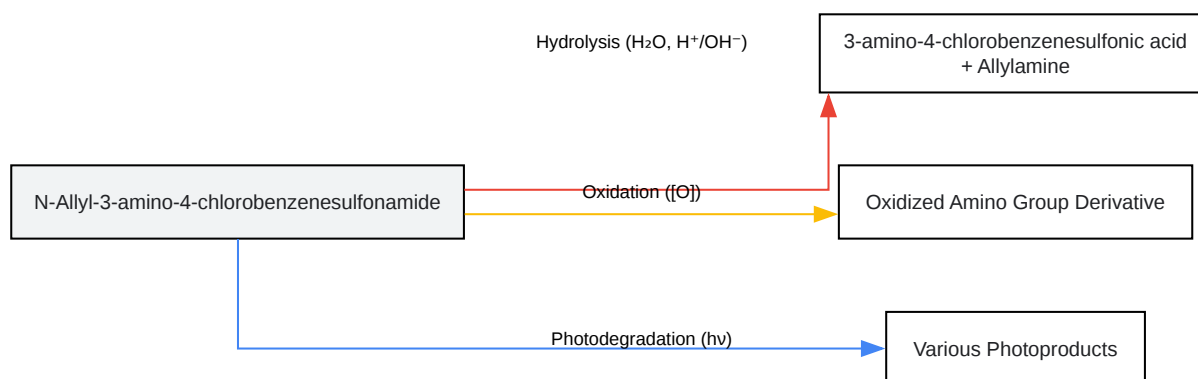 Hydrolysis (H₂O, H⁺/OH⁻)
3-amino-4-chlorobenzenesulfonic acid
+ Allylamine
N-Allyl-3-amino-4-chlorobenzenesulfonamide
Oxidation ([O])
Oxidized Amino Group Derivative
Photodegradation (hν)
Various Photoproducts